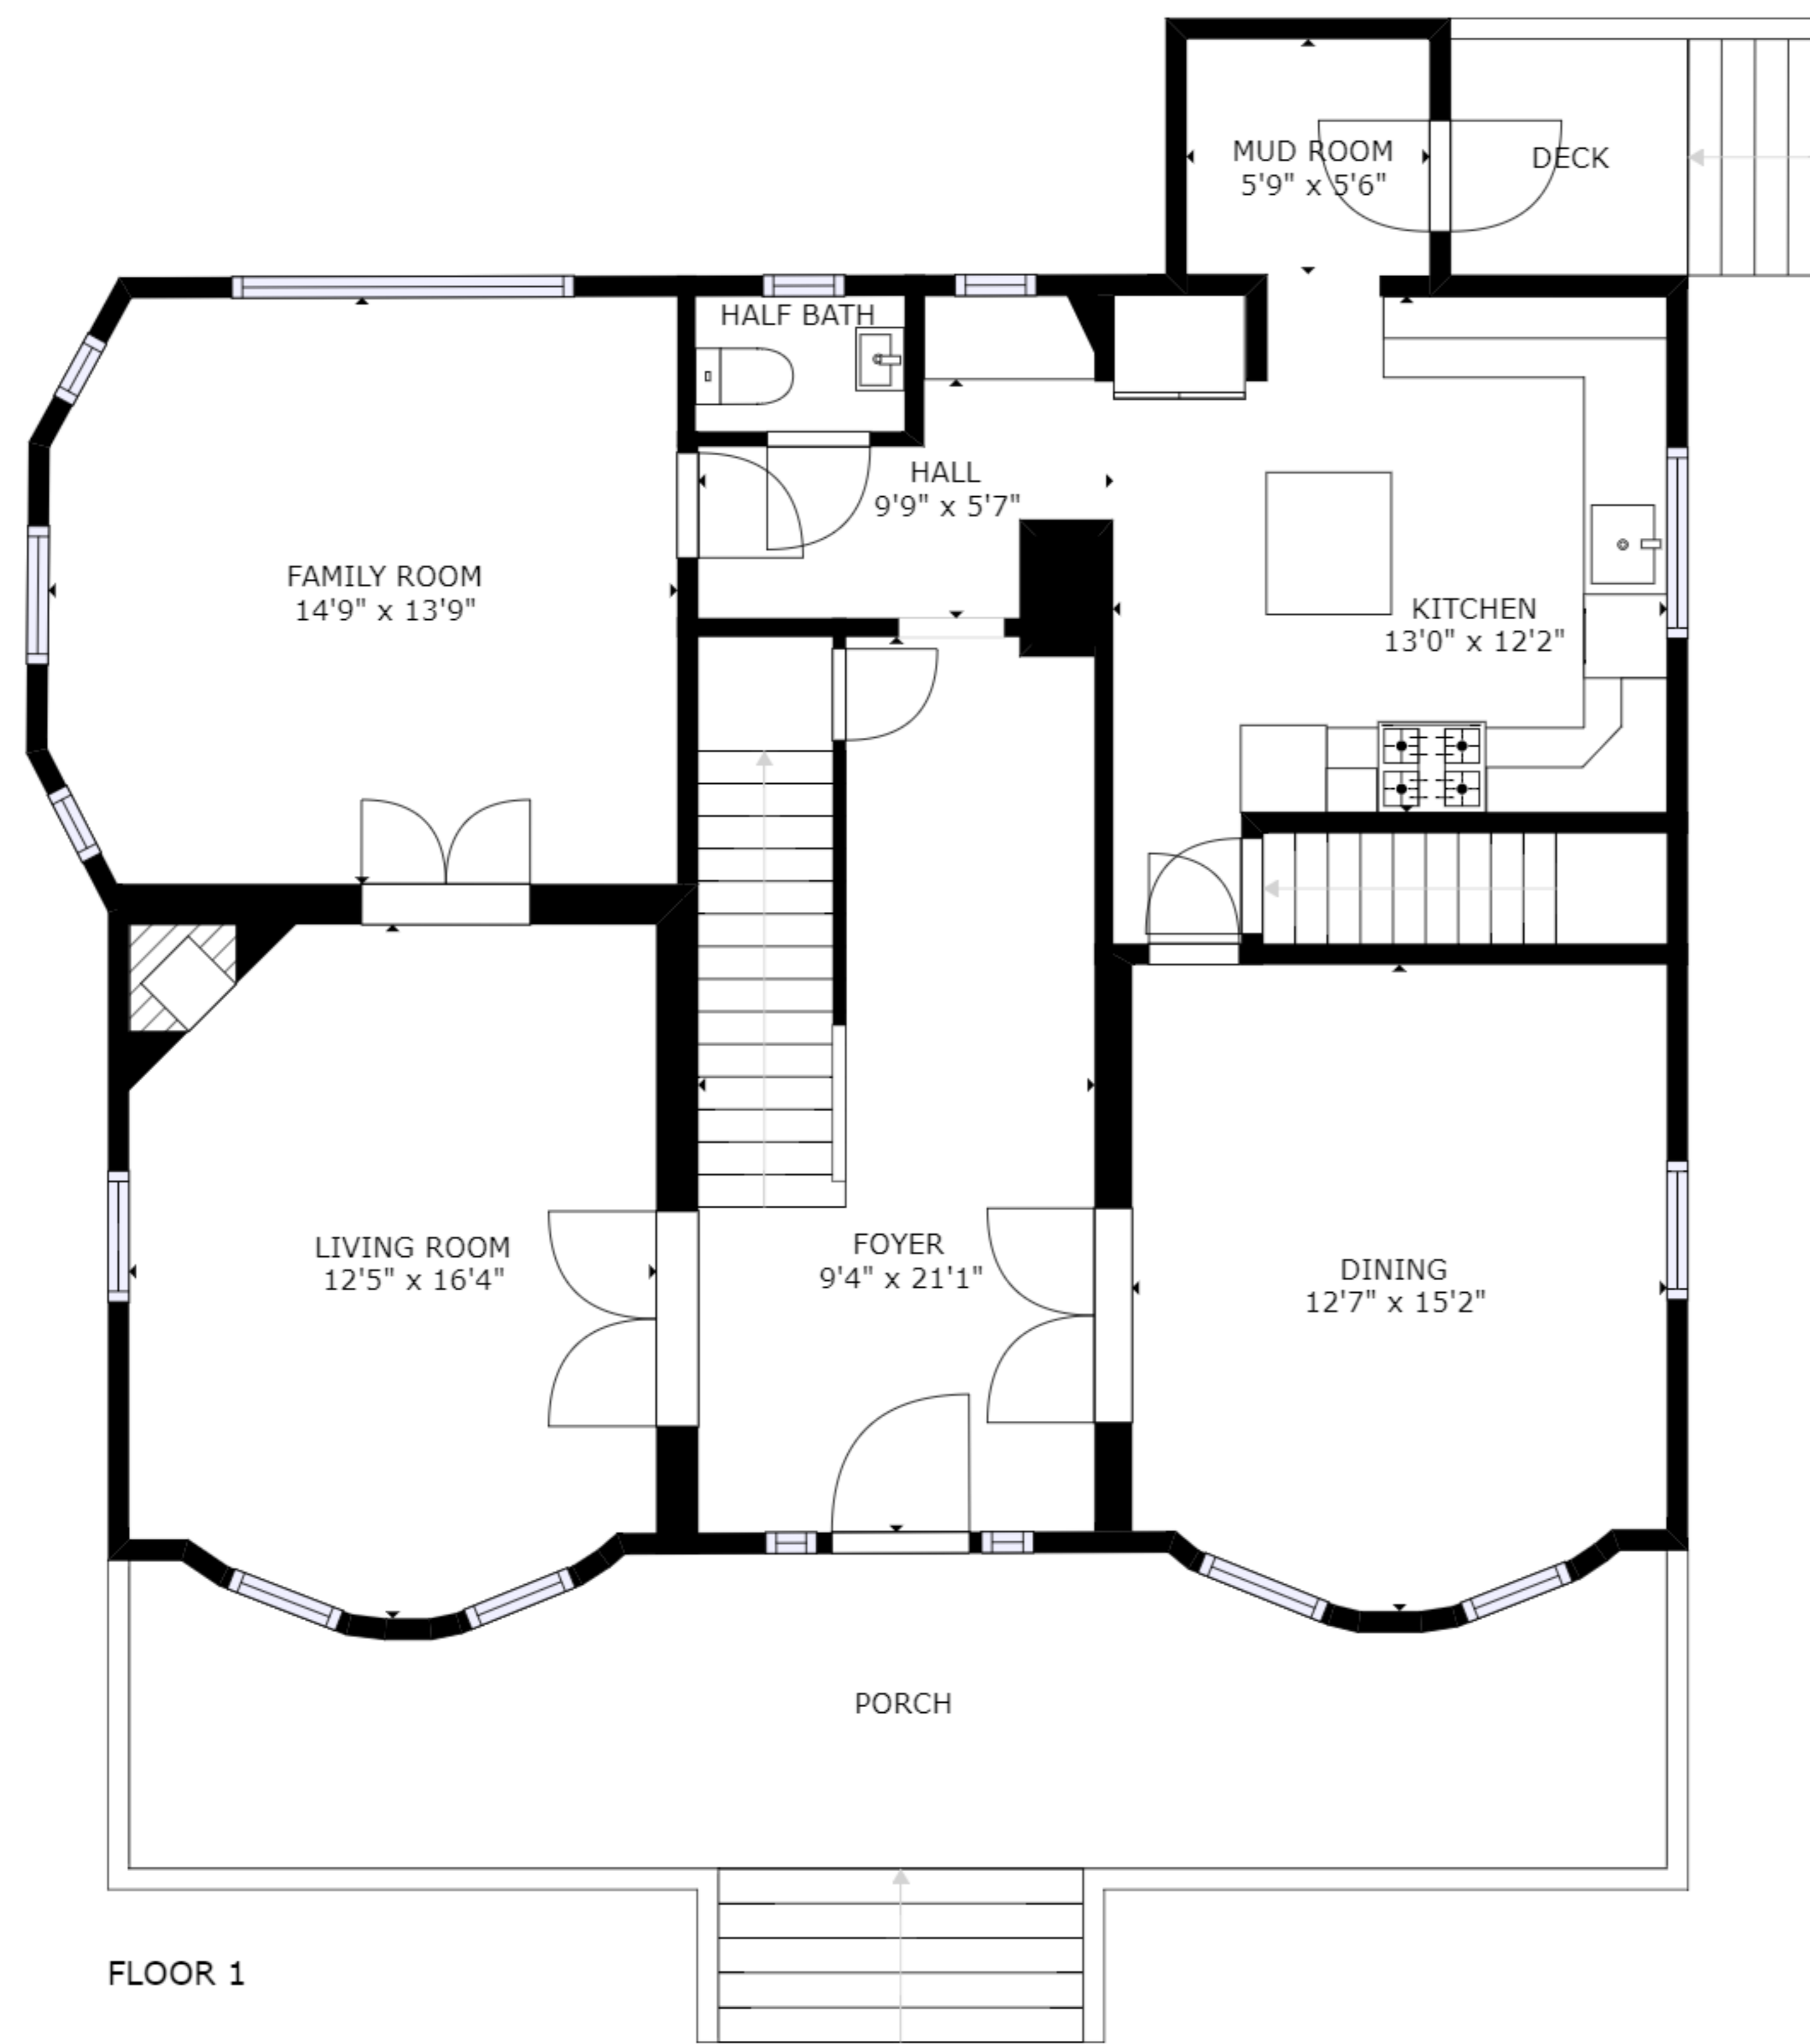 MUD ROOM
5'9" x 5'6"
DECK
HALF BATH
HALL
9'9" x 5'7"
FAMILY ROOM
14'9" x 13'9"
KITCHEN
13'0" x 12'2"
LIVING ROOM
12'5" x 16'4"
FOYER
9'4" x 21'1"
DINING
12'7" x 15'2"
PORCH
FLOOR 1